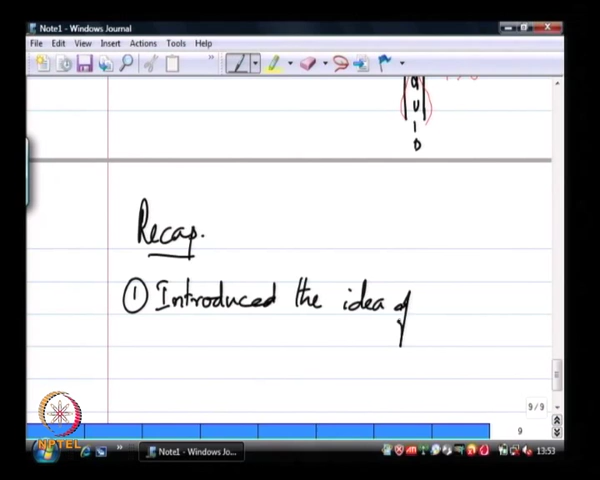 Note1 - Windows Journal
File Edit View Insert Actions Tools Help
Recap.
① Introduced the idea of
9/9
9
NPTEL
Note1 - Windows Jo...
13:53